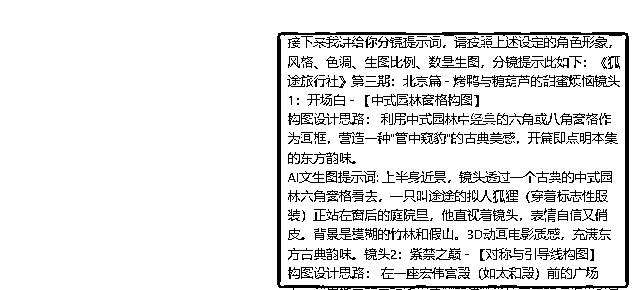 接下来我讲给你分镜提示词，请按照上述设定的角色形象，
风格、色调、生图比例、数量生图，分镜提示此如下：《狐
途旅行社》第三期：北京篇 - 烤鸭与糖葫芦的甜蜜烦恼镜头
1：开场白 - 【中式园林窗格构图】
构图设计思路： 利用中式园林中经典的六角或八角窗格作
为画框，营造一种“管中窥豹”的古典美感，开篇即点明本集
的东方韵味。
AI文生图提示词: 上半身近景，镜头透过一个古典的中式园
林六角窗格看去，一只叫途途的拟人狐狸（穿着标志性服
装）正站在窗后的庭院里，他直视着镜头，表情自信又俏
皮。背景是模糊的竹林和假山。3D动画电影质感，充满东
方古典韵味。镜头2：紫禁之巅 - 【对称与引导线构图】
构图设计思路： 在一座宏伟宫殿（如太和殿）前的广场